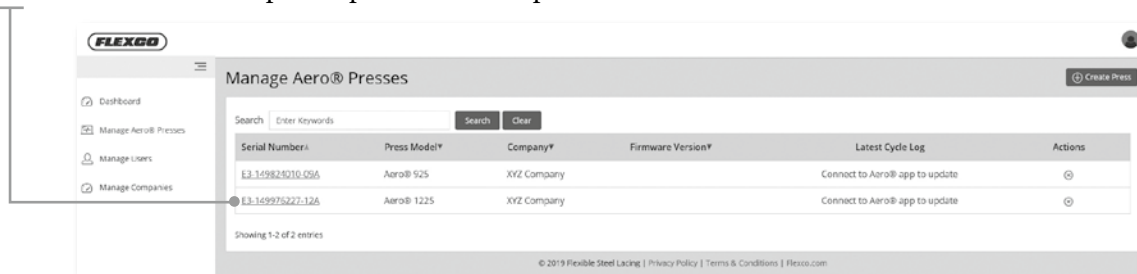 FLEXCO
Manage Aero® Presses
⊕ Create Press
Dashboard
Manage Aero® Presses
Manage Users
Manage Companies
Search Enter Keywords Search Clear
Serial Number Press Model Company Firmware Version Latest Cycle Log Actions
E3-149824010-09A Aero® 925 XYZ Company Connect to Aero® app to update
E3-149976227-12A Aero® 1225 XYZ Company Connect to Aero® app to update
Showing 1-2 of 2 entries
© 2019 Flexible Steel Lacing | Privacy Policy | Terms & Conditions | Flexco.com